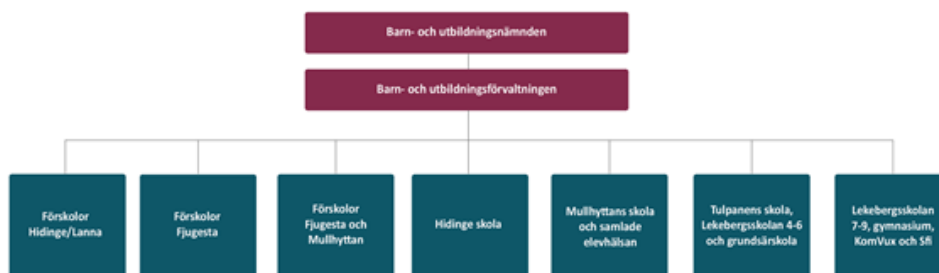 Barn- och utbildningsnämnden
Barn- och utbildningsförvaltningen
Förskolor
Hidinge/Lanna
Förskolor
Fjugesta
Förskolor
Fjugesta och
Mullhyttan
Hidinge skola
Mullhyttans skola
och samlade
elevhälsan
Tulpanens skola,
Lekebergsskolan 4-6
och grundsärskola
Lekebergsskolan
7-9, gymnasium,
KomVux och Sfi